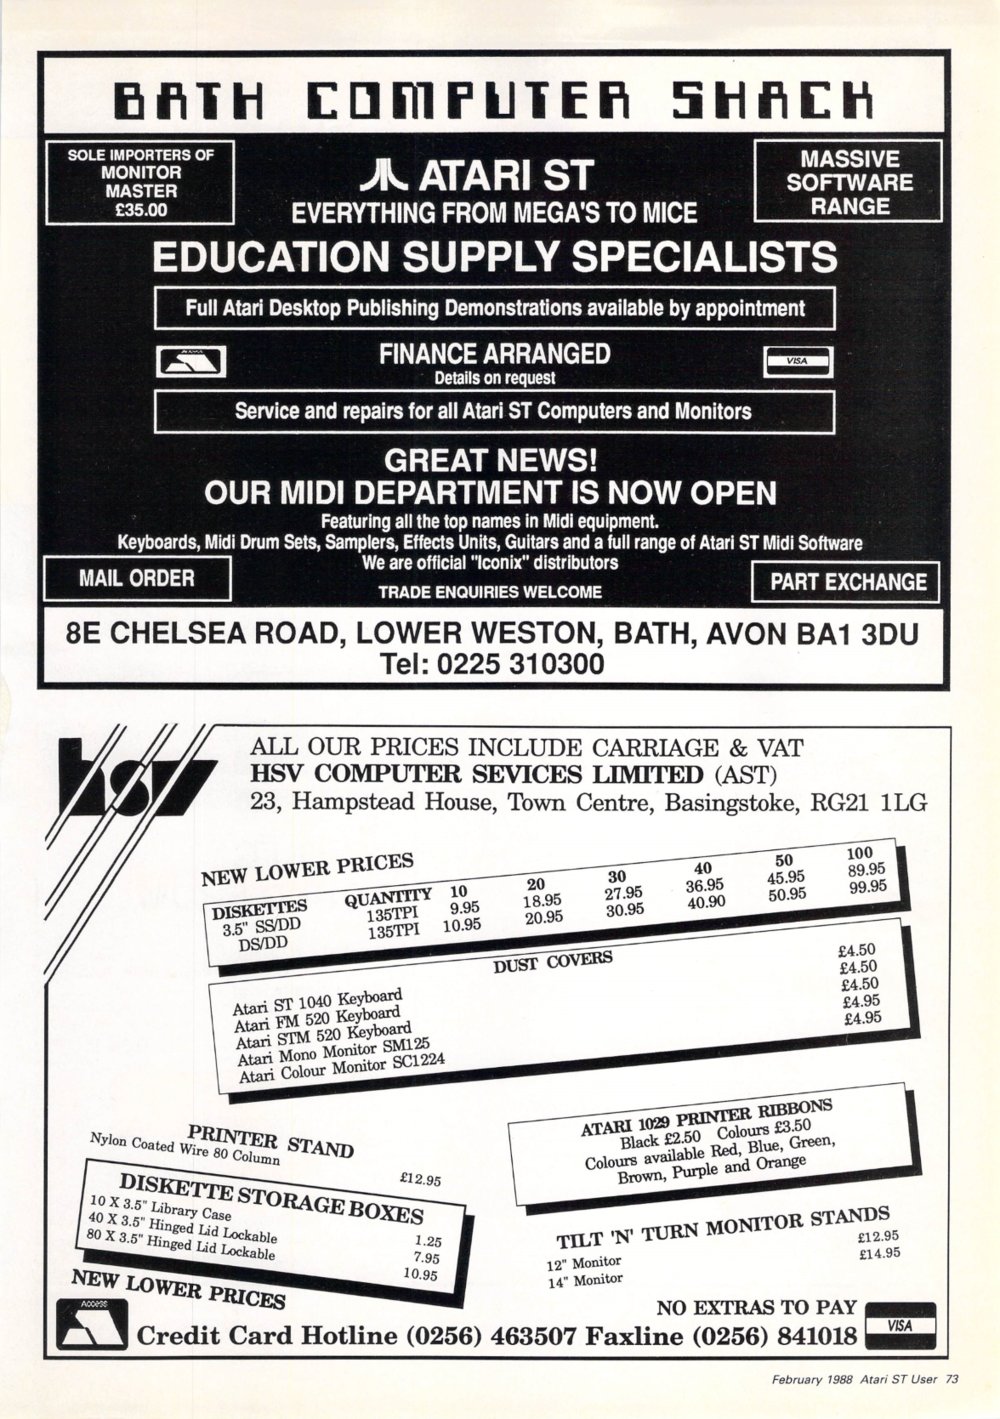 BATH COMPUTER SHACK
SOLE IMPORTERS OF
MONITOR
MASTER
£35.00
ATARI ST
EVERYTHING FROM MEGA'S TO MICE
MASSIVE
SOFTWARE
RANGE
EDUCATION SUPPLY SPECIALISTS
Full Atari Desktop Publishing Demonstrations available by appointment
FINANCE ARRANGED
Details on request
VISA
Service and repairs for all Atari ST Computers and Monitors
GREAT NEWS!
OUR MIDI DEPARTMENT IS NOW OPEN
Featuring all the top names in Midi equipment.
Keyboards, Midi Drum Sets, Samplers, Effects Units, Guitars and a full range of Atari ST Midi Software
We are official "Iconix" distributors
MAIL ORDER
TRADE ENQUIRIES WELCOME
PART EXCHANGE
8E CHELSEA ROAD, LOWER WESTON, BATH, AVON BA1 3DU
Tel: 0225 310300
hsv
ALL OUR PRICES INCLUDE CARRIAGE & VAT
HSV COMPUTER SEVICES LIMITED (AST)
23, Hampstead House, Town Centre, Basingstoke, RG21 1LG
NEW LOWER PRICES
DISKETTES QUANTITY 10 20 30 40 50 100
3.5" SS/DD 135TPI 9.95 18.95 27.95 36.95 45.95 89.95
DS/DD 135TPI 10.95 20.95 30.95 40.90 50.95 99.95
DUST COVERS
Atari ST 1040 Keyboard £4.50
Atari FM 520 Keyboard £4.50
Atari STM 520 Keyboard £4.50
Atari Mono Monitor SM125 £4.95
Atari Colour Monitor SC1224 £4.95
PRINTER STAND
Nylon Coated Wire 80 Column £12.95
DISKETTE STORAGE BOXES
10 X 3.5" Library Case 1.25
40 X 3.5" Hinged Lid Lockable 7.95
80 X 3.5" Hinged Lid Lockable 10.95
NEW LOWER PRICES
ATARI 1029 PRINTER RIBBONS
Black £2.50 Colours £3.50
Colours available Red, Blue, Green,
Brown, Purple and Orange
TILT 'N' TURN MONITOR STANDS
12" Monitor £12.95
14" Monitor £14.95
NO EXTRAS TO PAY
Access
Credit Card Hotline (0256) 463507 Faxline (0256) 841018
VISA
February 1988 Atari ST User 73